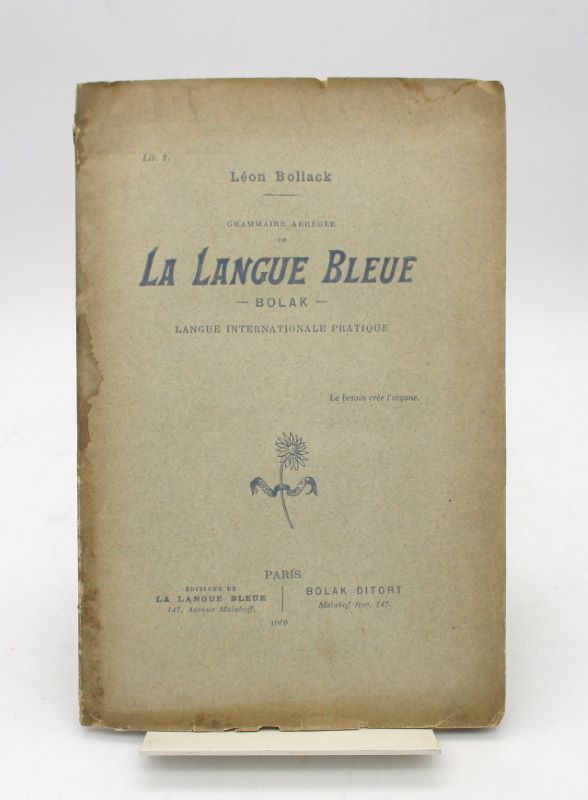 Liv. 2.
Léon Bollack
GRAMMAIRE ABRÉGÉE
DE
LA LANGUE BLEUE
— BOLAK —
LANGUE INTERNATIONALE PRATIQUE
Le besoin crée l'organe.
PARIS
ÉDITIONS DE
LA LANGUE BLEUE
147, Avenue Malakoff,
BOLAK DITORT
Malakof Rov, 147.
1900